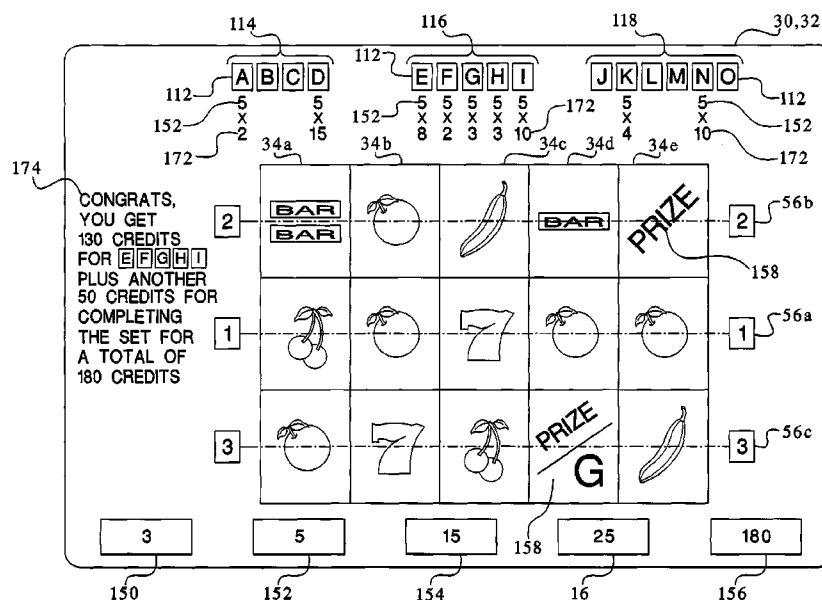 114 116 118 30,32
112 A B C D 112 E F G H I J K L M N O 112
152 5 5 152 5 5 5 5 5 172 5 5 152
X X X X X X X X X
172 2 15 8 2 3 3 10 4 10 172
34a 34b 34c 34d 34e
174
CONGRATS,
YOU GET
130 CREDITS
FOR E F G H I
PLUS ANOTHER
50 CREDITS FOR
COMPLETING
THE SET FOR
A TOTAL OF
180 CREDITS
2 BAR BAR 7 BAR PRIZE 2 56b
158
1 7 1 56a
3 7 PRIZE G 3 56c
158
3 5 15 25 180
150 152 154 16 156